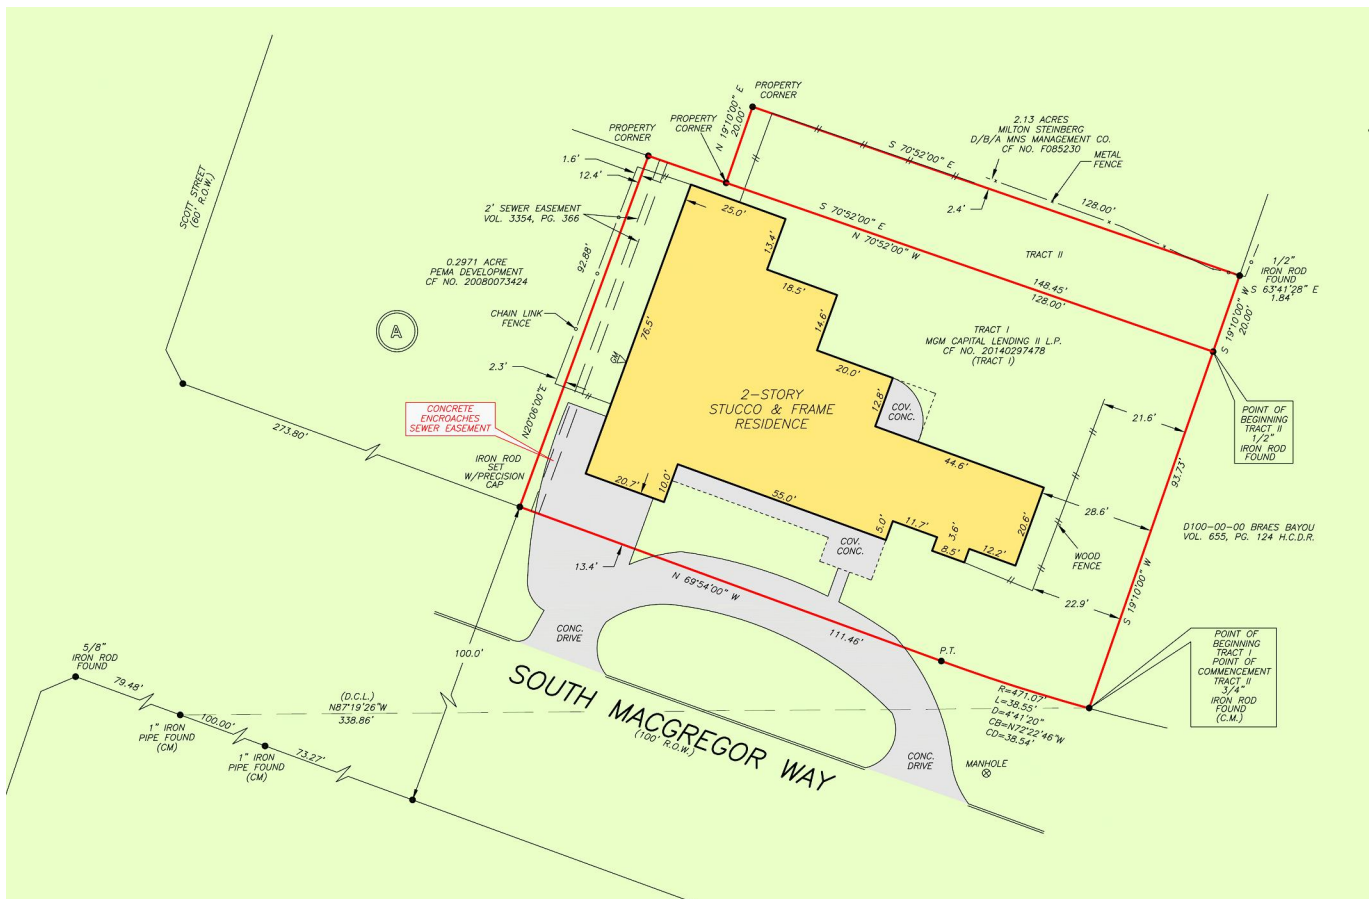 PROPERTY
CORNER
N 19°10'00" E
20.00'
PROPERTY
CORNER
PROPERTY
CORNER
2.13 ACRES
MILTON STEINBERG
D/B/A MNS MANAGEMENT CO.
CF NO. F085230
METAL
FENCE
S 70°52'00" E
128.00'
2.4'
SCOTT STREET
(60' R.O.W.)
1.6'
12.4'
2' SEWER EASEMENT
VOL. 3354, PG. 366
25.0'
S 70°52'00" E
N 70°52'00" W
TRACT II
148.45'
128.00'
1/2"
IRON ROD
FOUND
S 63°41'28" E
1.84'
S 19°10'00" W
20.00'
0.2971 ACRE
PEMA DEVELOPMENT
CF NO. 20080073424
92.88'
13.4'
18.5'
14.6'
A
CHAIN LINK
FENCE
76.5'
GM
TRACT I
MGM CAPITAL LENDING II L.P.
CF NO. 20140297478
(TRACT I)
2.3'
20.0'
12.8'
COV.
CONC.
2-STORY
STUCCO & FRAME
RESIDENCE
CONCRETE
ENCROACHES
SEWER EASEMENT
N20°06'00"E
21.6'
POINT OF
BEGINNING
TRACT II
1/2"
IRON ROD
FOUND
273.80'
IRON ROD
SET
W/PRECISION
CAP
20.7'
10.0'
55.0'
44.6'
93.73'
28.6'
5.0'
11.7'
3.6'
8.5'
12.2'
20.6'
COV.
CONC.
WOOD
FENCE
D100-00-00 BRAES BAYOU
VOL. 655, PG. 124 H.C.D.R.
13.4'
N 69°54'00" W
111.46'
22.9'
S 19°10'00" W
P.T.
CONC.
DRIVE
100.0'
5/8"
IRON ROD
FOUND
79.48'
(D.C.L.)
N87°19'26"W
338.86'
SOUTH MACGREGOR WAY
(100' R.O.W.)
R=471.07'
L=38.55'
D=4°41'20"
CB=N72°22'46"W
CD=38.54'
POINT OF
BEGINNING
TRACT I
POINT OF
COMMENCEMENT
TRACT II
3/4"
IRON ROD
FOUND
(C.M.)
1" IRON
PIPE FOUND
(CM)
100.00'
1" IRON
PIPE FOUND
(CM)
73.27'
CONC.
DRIVE
MANHOLE